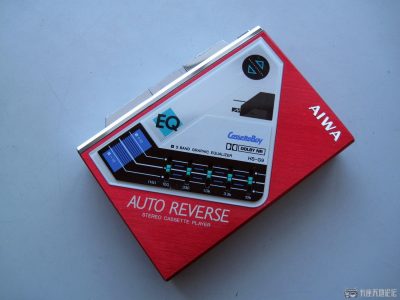 EQ
CassetteBoy
DOLBY NR
5 BAND GRAPHIC EQUALIZER
HS-G9
AIWA
AUTO REVERSE
STEREO CASSETTE PLAYER